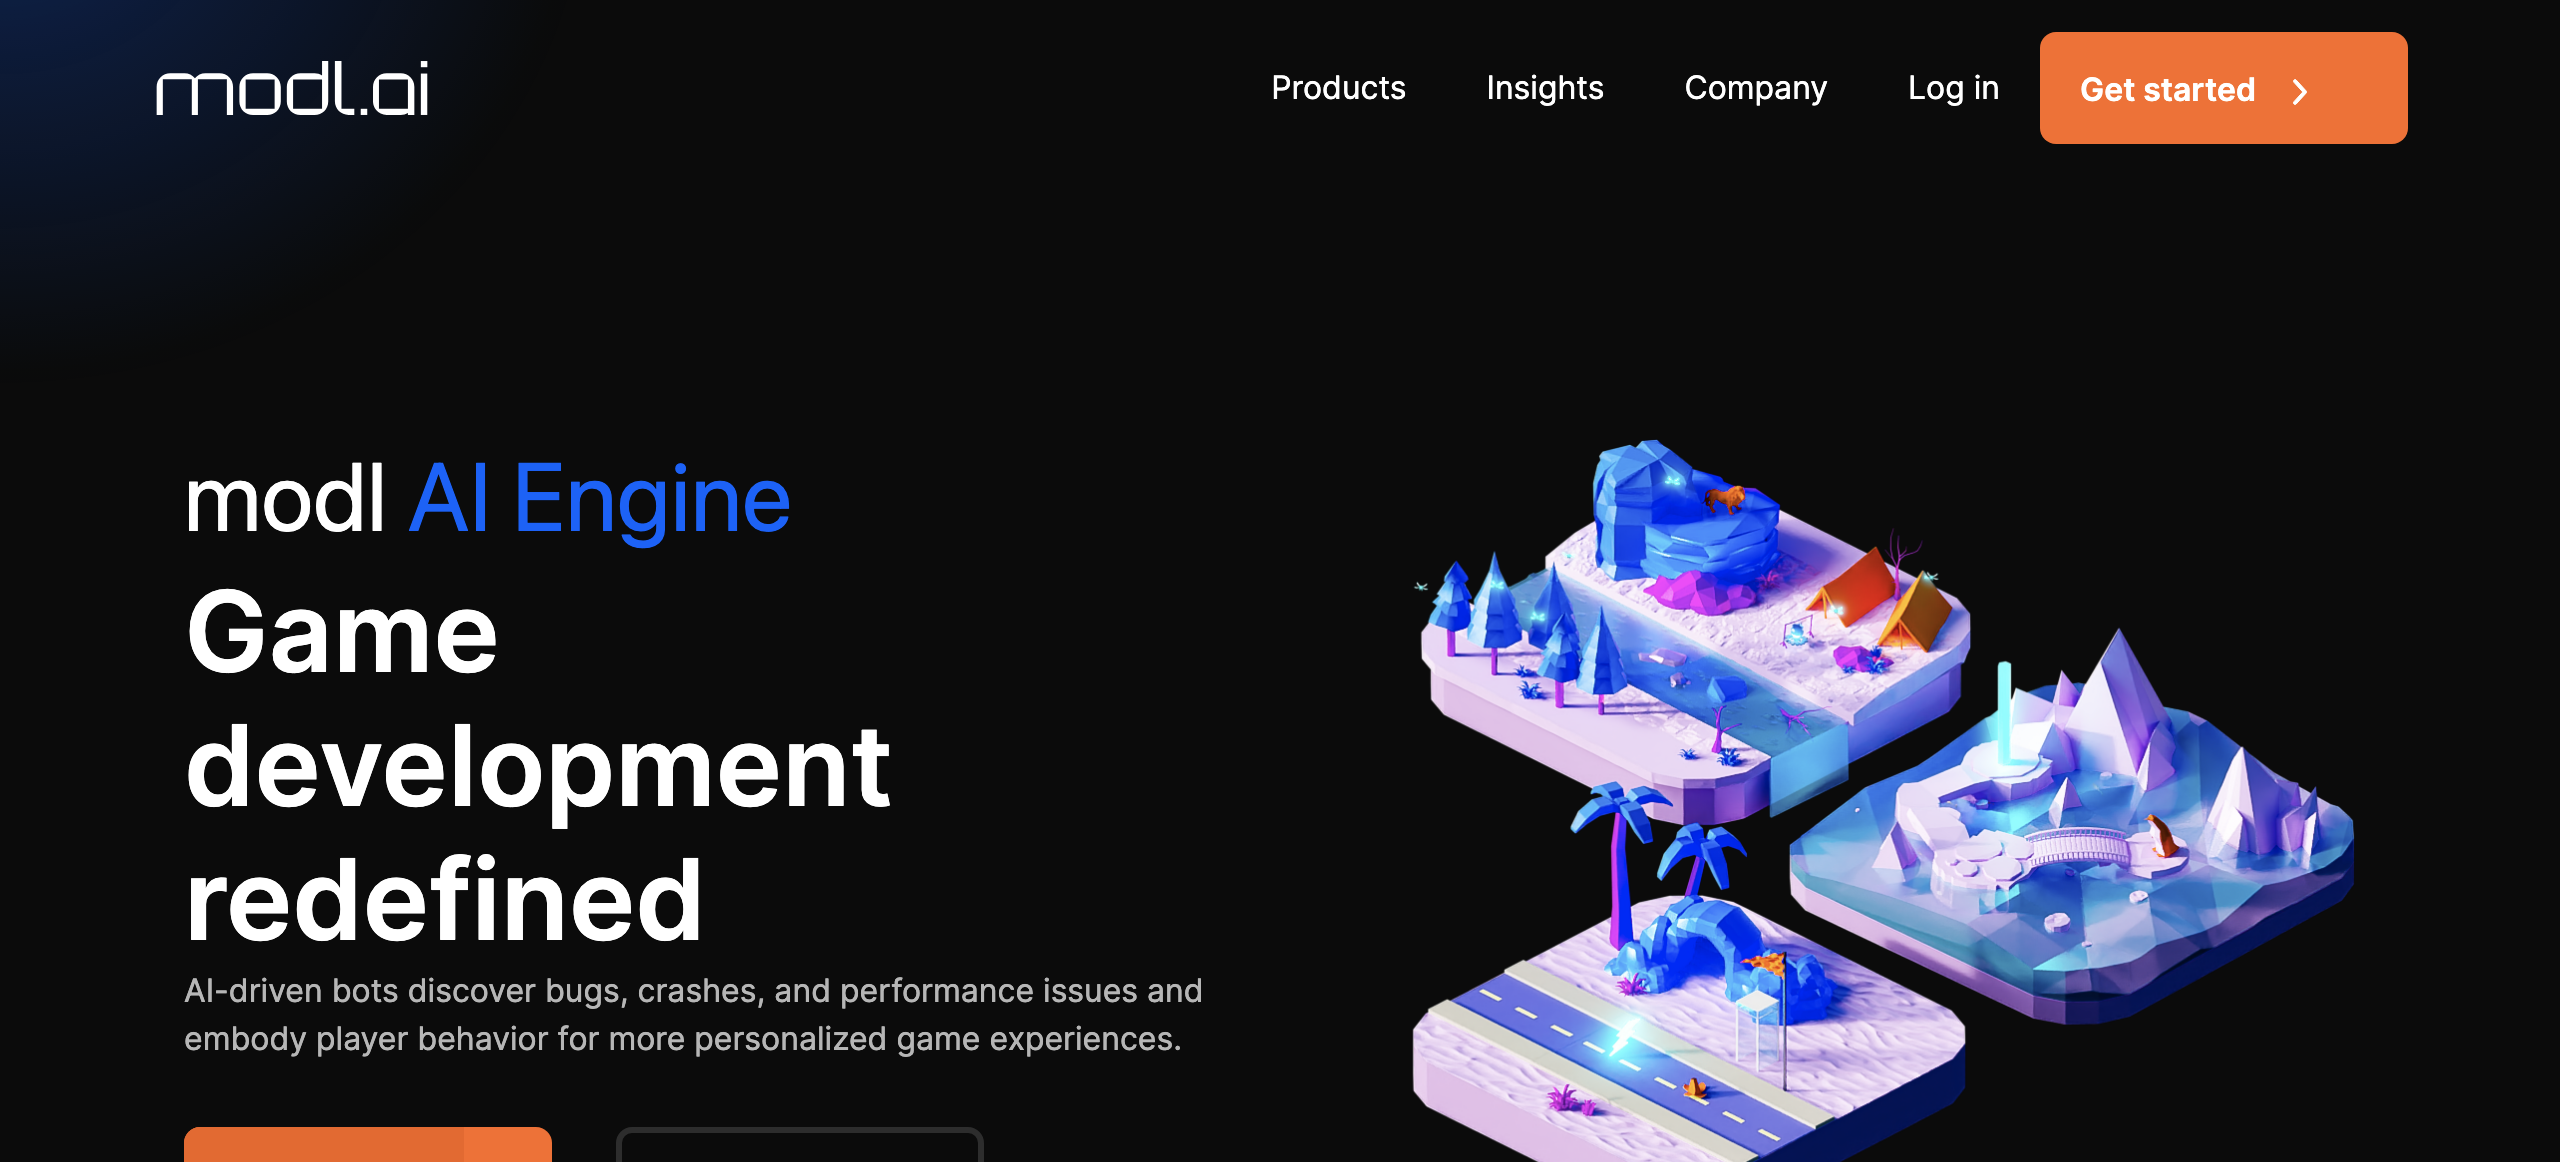 modl.ai
Products Insights Company Log in Get started
modl AI Engine
Game
development
redefined
AI-driven bots discover bugs, crashes, and performance issues and
embody player behavior for more personalized game experiences.